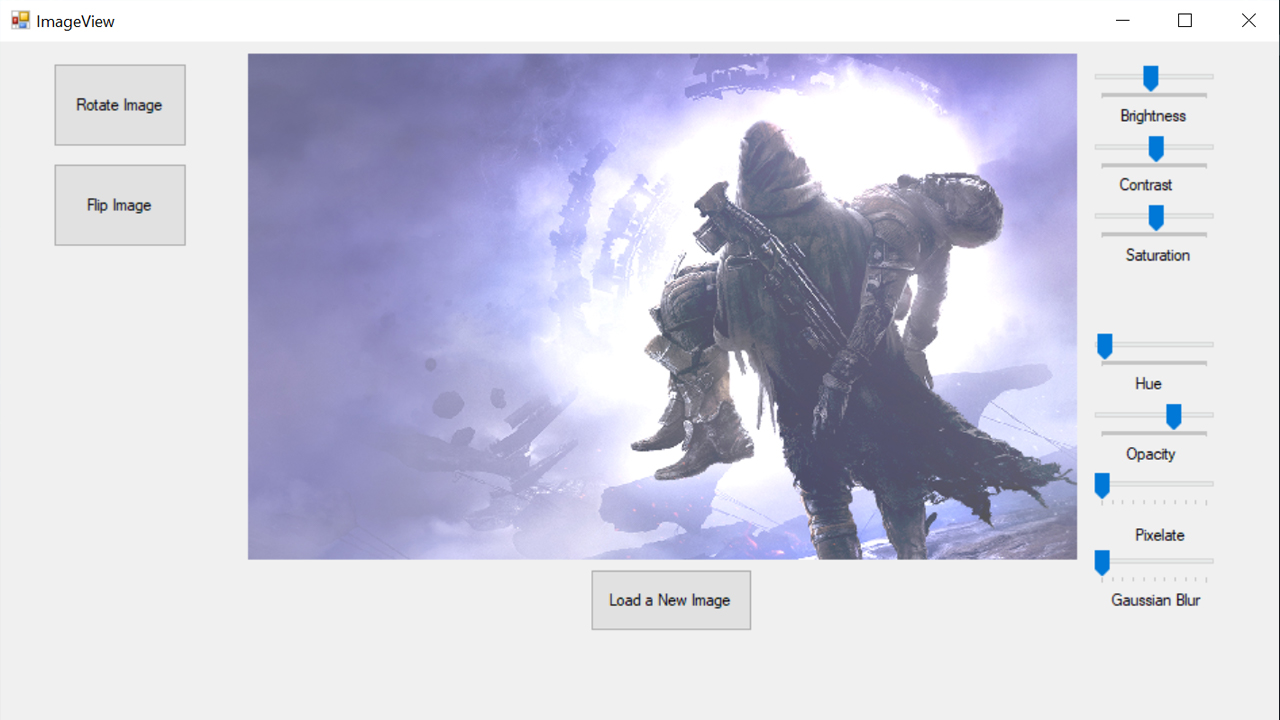 ImageView
Rotate Image
Flip Image
Brightness
Contrast
Saturation
Hue
Opacity
Pixelate
Gaussian Blur
Load a New Image